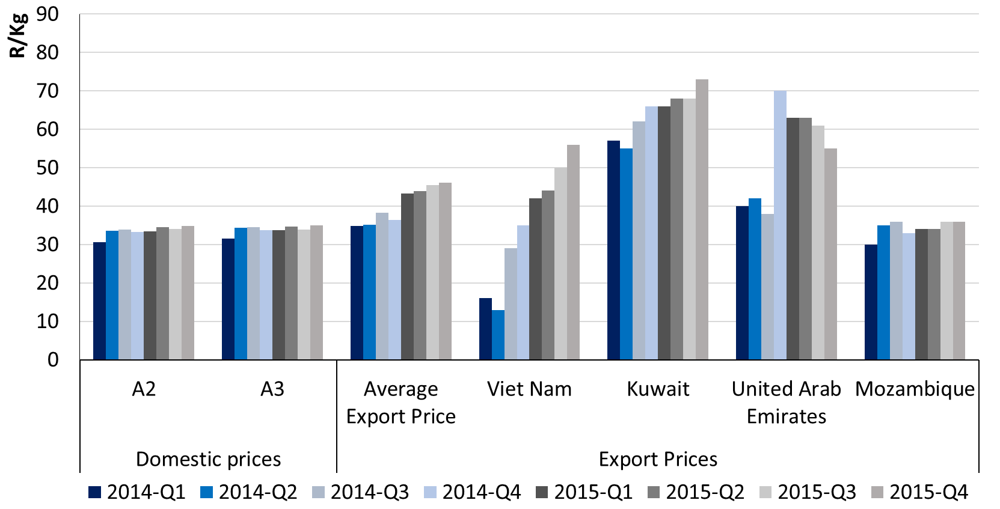 R/Kg
90
80
70
60
50
40
30
20
10
0
A2 A3 Average Viet Nam Kuwait United Arab Mozambique
Export Price Emirates
Domestic prices Export Prices
2014-Q1 2014-Q2 2014-Q3 2014-Q4 2015-Q1 2015-Q2 2015-Q3 2015-Q4